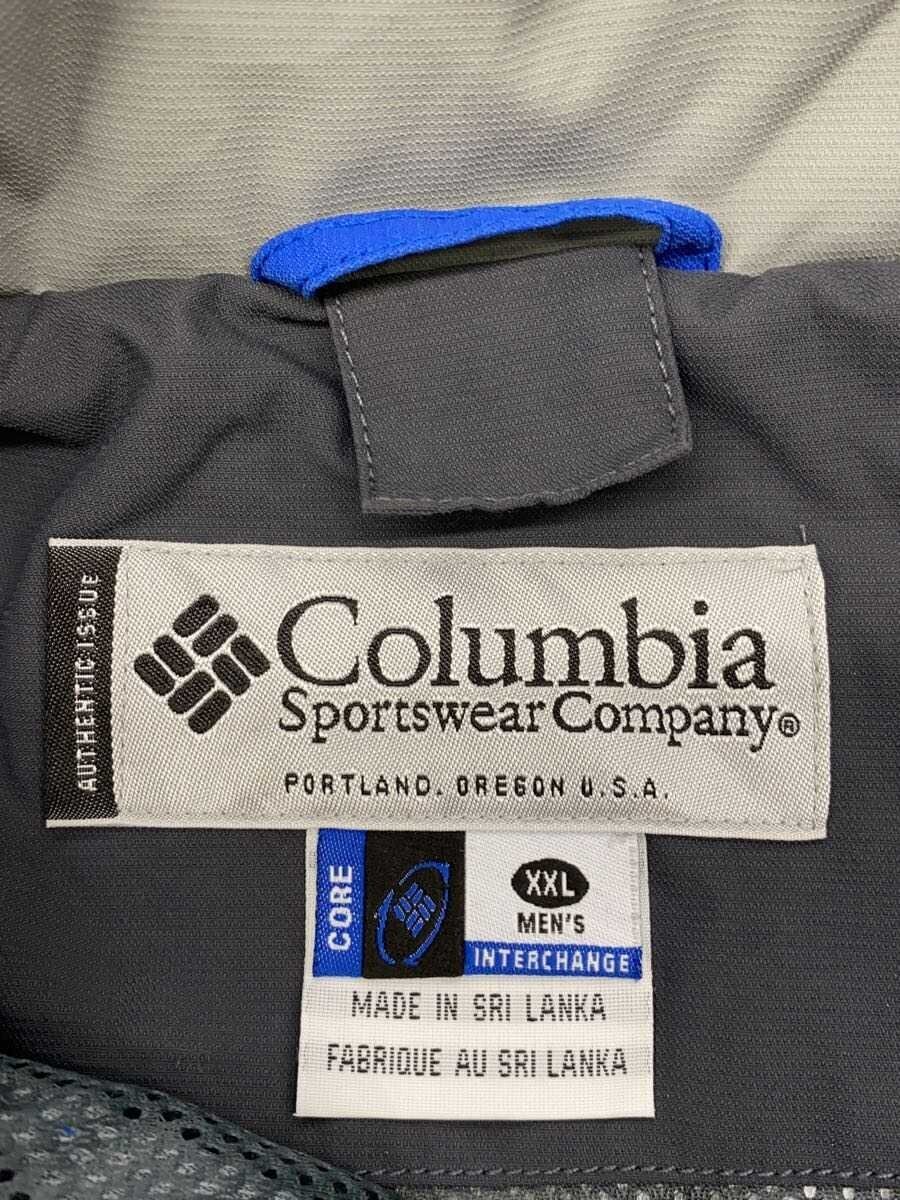 AUTHENTIC ISSUE
Columbia
Sportswear Company®
PORTLAND. OREGON U.S.A.
CORE
XXL
MEN'S
INTERCHANGE
MADE IN SRI LANKA
FABRIQUE AU SRI LANKA